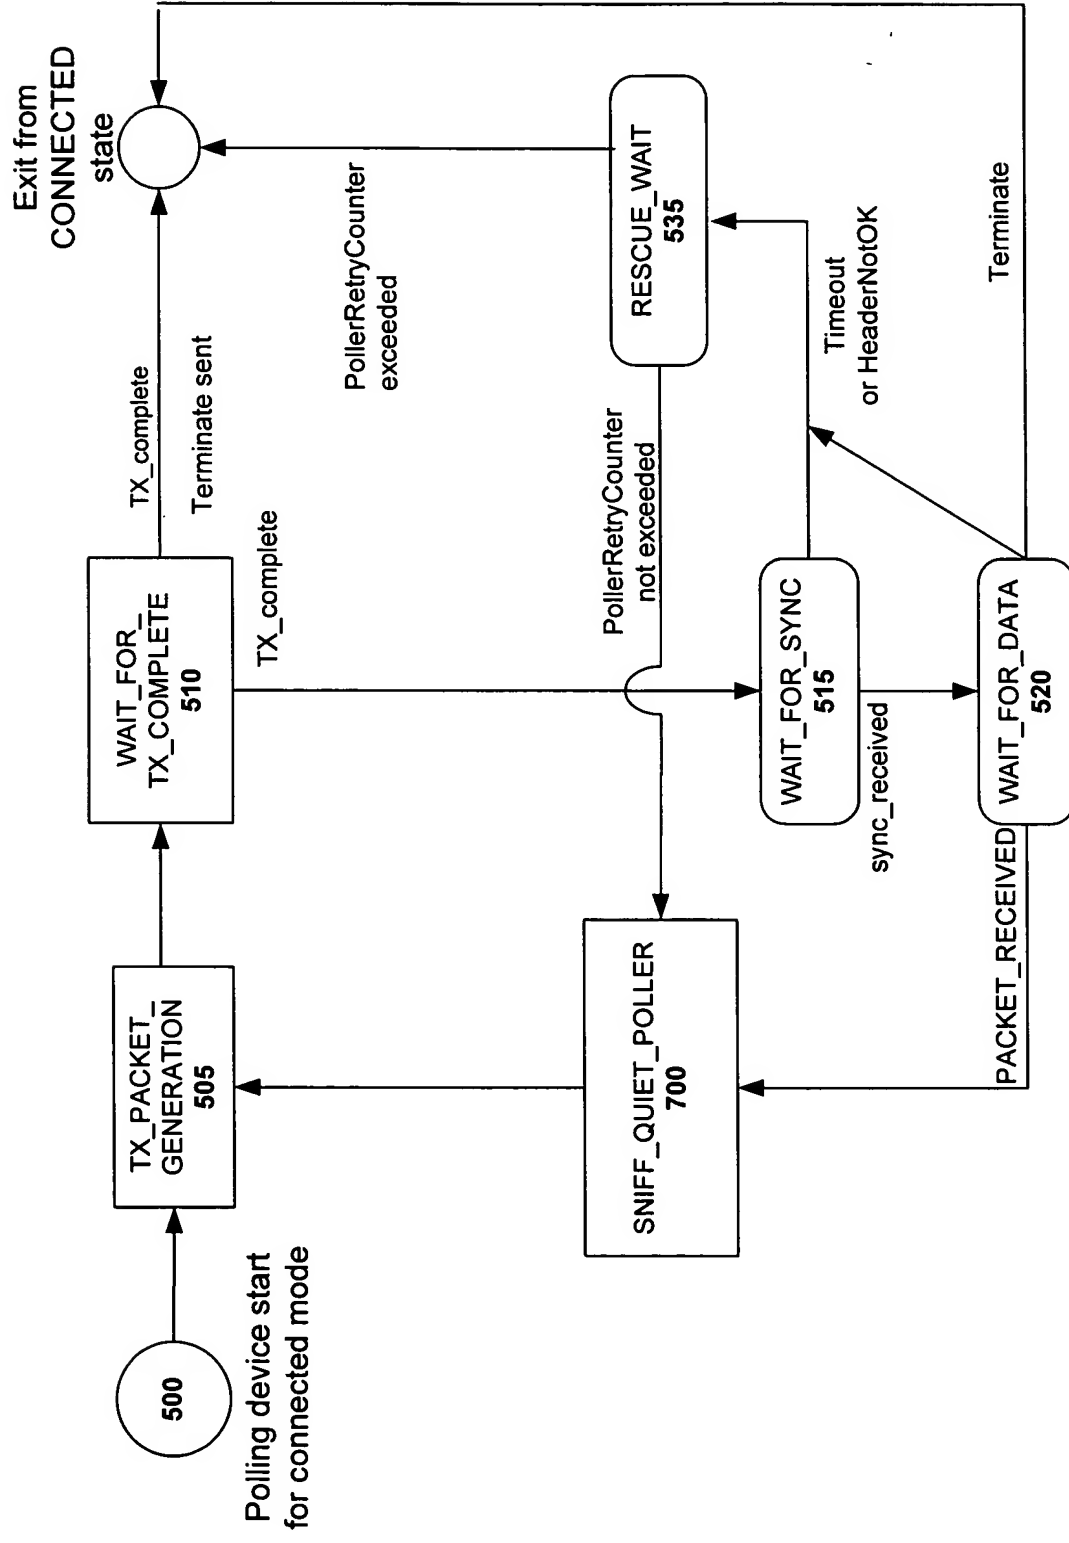 500
Polling device start
for connected mode
TX_PACKET_
GENERATION
505
WAIT_FOR_
TX_COMPLETE
510
TX_complete
Terminate sent
Exit from
CONNECTED
state
TX_complete
PollerRetryCounter
exceeded
SNIFF_QUIET_POLLER
700
PollerRetryCounter
not exceeded
RESCUE_WAIT
535
WAIT_FOR_SYNC
515
Timeout
or HeaderNotOK
sync_received
PACKET_RECEIVED
WAIT_FOR_DATA
520
Terminate